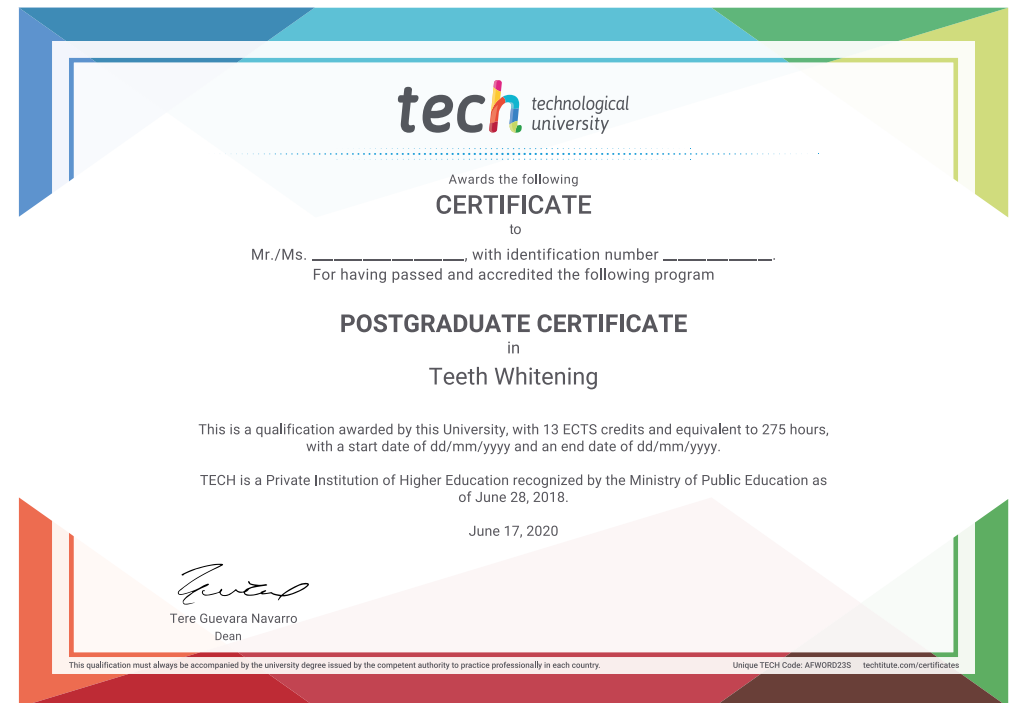 tech technological
university
Awards the following
CERTIFICATE
to
Mr./Ms. __________________, with identification number _____________.
For having passed and accredited the following program
POSTGRADUATE CERTIFICATE
in
Teeth Whitening
This is a qualification awarded by this University, with 13 ECTS credits and equivalent to 275 hours,
with a start date of dd/mm/yyyy and an end date of dd/mm/yyyy.
TECH is a Private Institution of Higher Education recognized by the Ministry of Public Education as
of June 28, 2018.
June 17, 2020
Tere Guevara Navarro
Dean
This qualification must always be accompanied by the university degree issued by the competent authority to practice professionally in each country.
Unique TECH Code: AFWORD23S techtitute.com/certificates